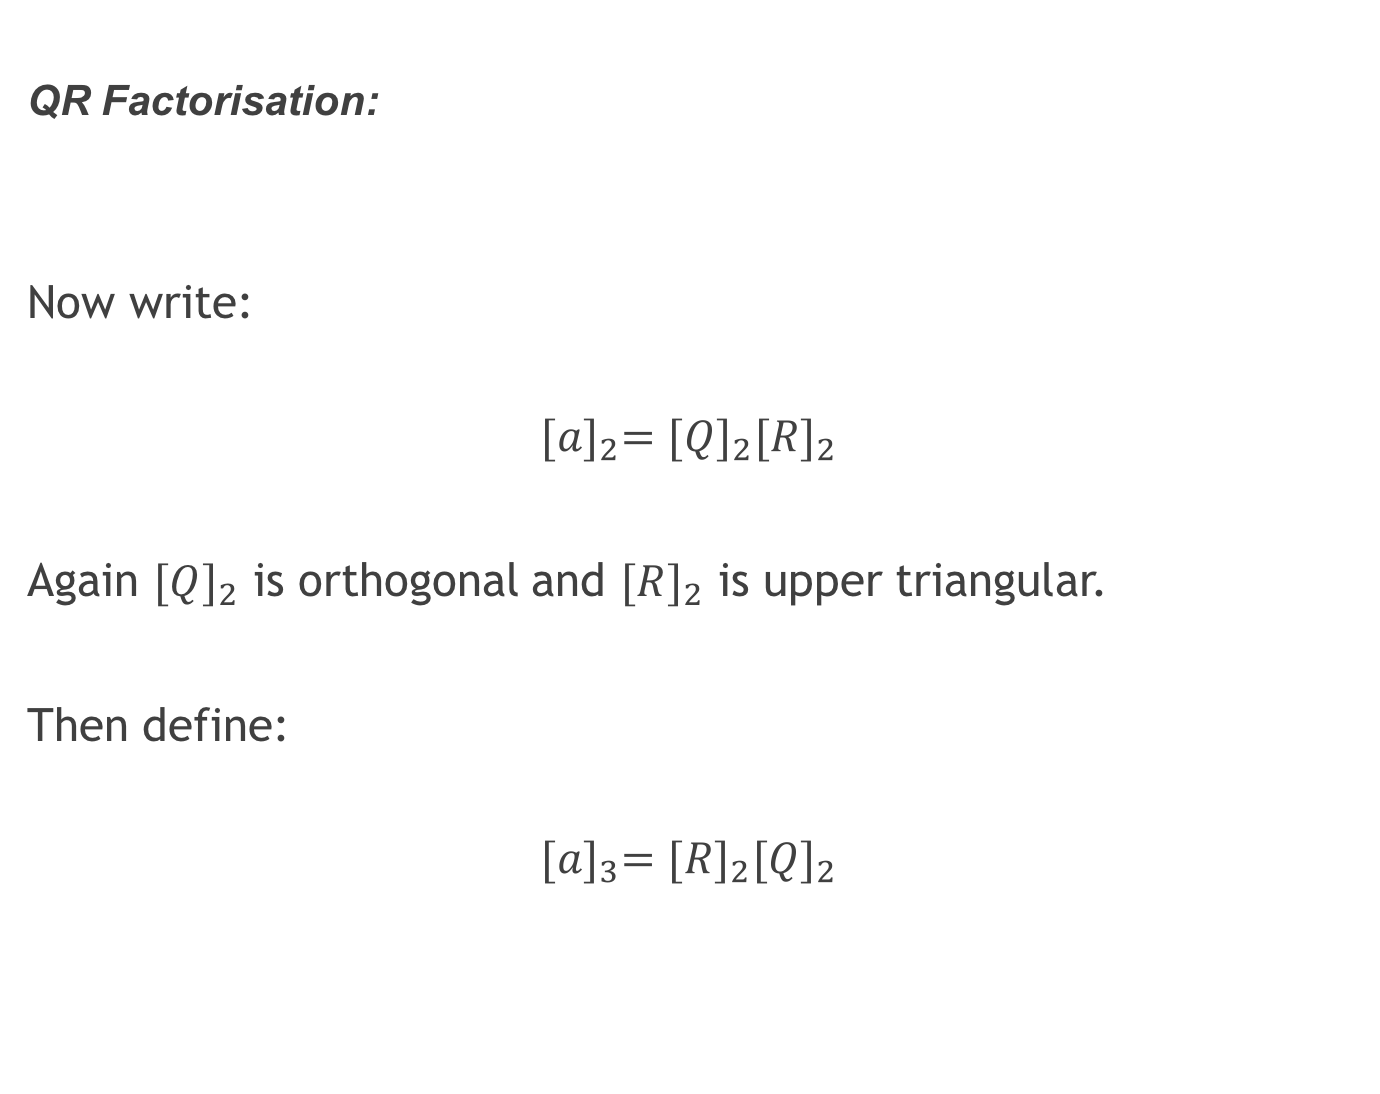 QR Factorisation:
Now write:
[𝑎]₂= [𝑄]₂[𝑅]₂
Again [𝑄]₂ is orthogonal and [𝑅]₂ is upper triangular.
Then define:
[𝑎]₃= [𝑅]₂[𝑄]₂